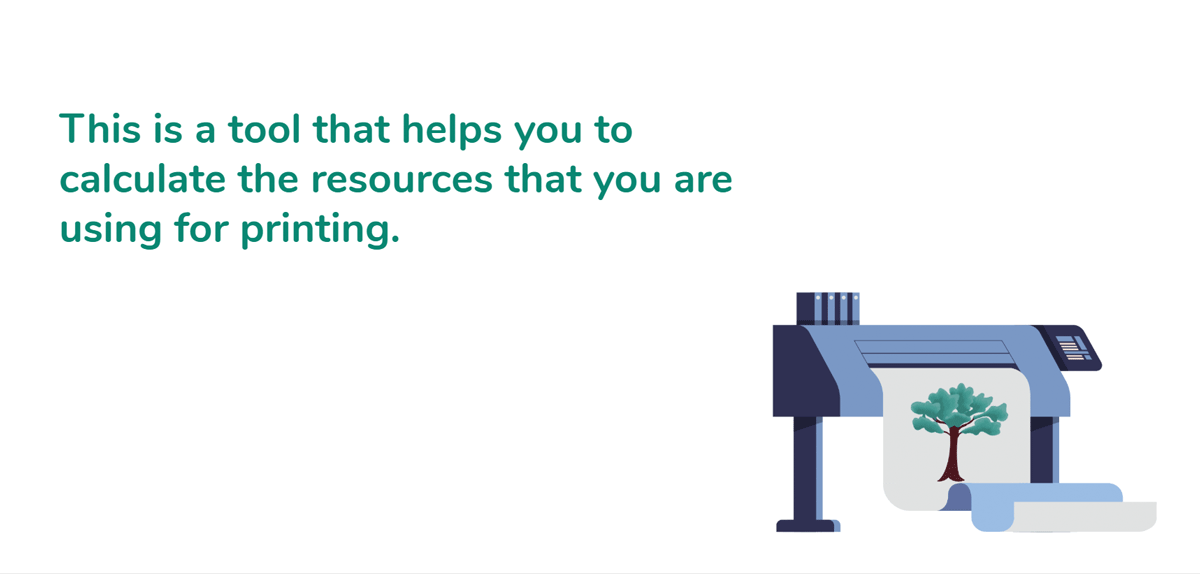 This is a tool that helps you to
calculate the resources that you are
using for printing.